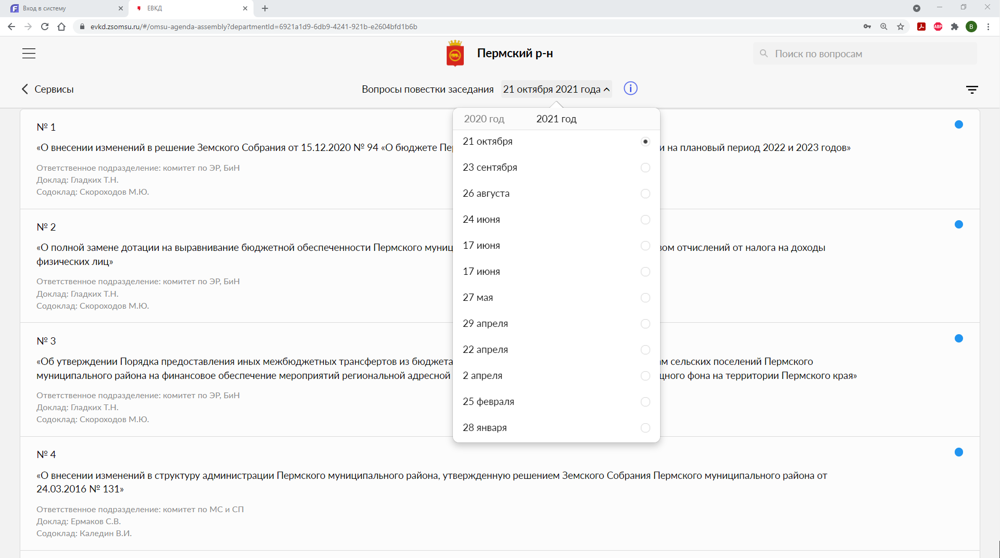 Вход в систему
ЕВКД
evkd.zsomsu.ru/#/omsu-agenda-assembly?departmentId=6921a1d9-6db9-4241-921b-e2604bfd1b6b
ABP
B
Пермский р-н
Поиск по вопросам
Сервисы
Вопросы повестки заседания 21 октября 2021 года
2020 год 2021 год
21 октября
23 сентября
26 августа
24 июня
17 июня
17 июня
27 мая
29 апреля
22 апреля
2 апреля
25 февраля
28 января
№ 1
«О внесении изменений в решение Земского Собрания от 15.12.2020 № 94 «О бюджете Пе и на плановый период 2022 и 2023 годов»
Ответственное подразделение: комитет по ЭР, БиН
Доклад: Гладких Т.Н.
Содоклад: Скороходов М.Ю.
№ 2
«О полной замене дотации на выравнивание бюджетной обеспеченности Пермского муниц вом отчислений от налога на доходы
физических лиц»
Ответственное подразделение: комитет по ЭР, БиН
Доклад: Гладких Т.Н.
Содоклад: Скороходов М.Ю.
№ 3
«Об утверждении Порядка предоставления иных межбюджетных трансфертов из бюджета ам сельских поселений Пермского
муниципального района на финансовое обеспечение мероприятий региональной адресной щного фона на территории Пермского края»
Ответственное подразделение: комитет по ЭР, БиН
Доклад: Гладких Т.Н.
Содоклад: Скороходов М.Ю.
№ 4
«О внесении изменений в структуру администрации Пермского муниципального района, утвержденную решением Земского Собрания Пермского муниципального района от
24.03.2016 № 131»
Ответственное подразделение: комитет по МС и СП
Доклад: Ермаков С.В.
Содоклад: Каледин В.И.